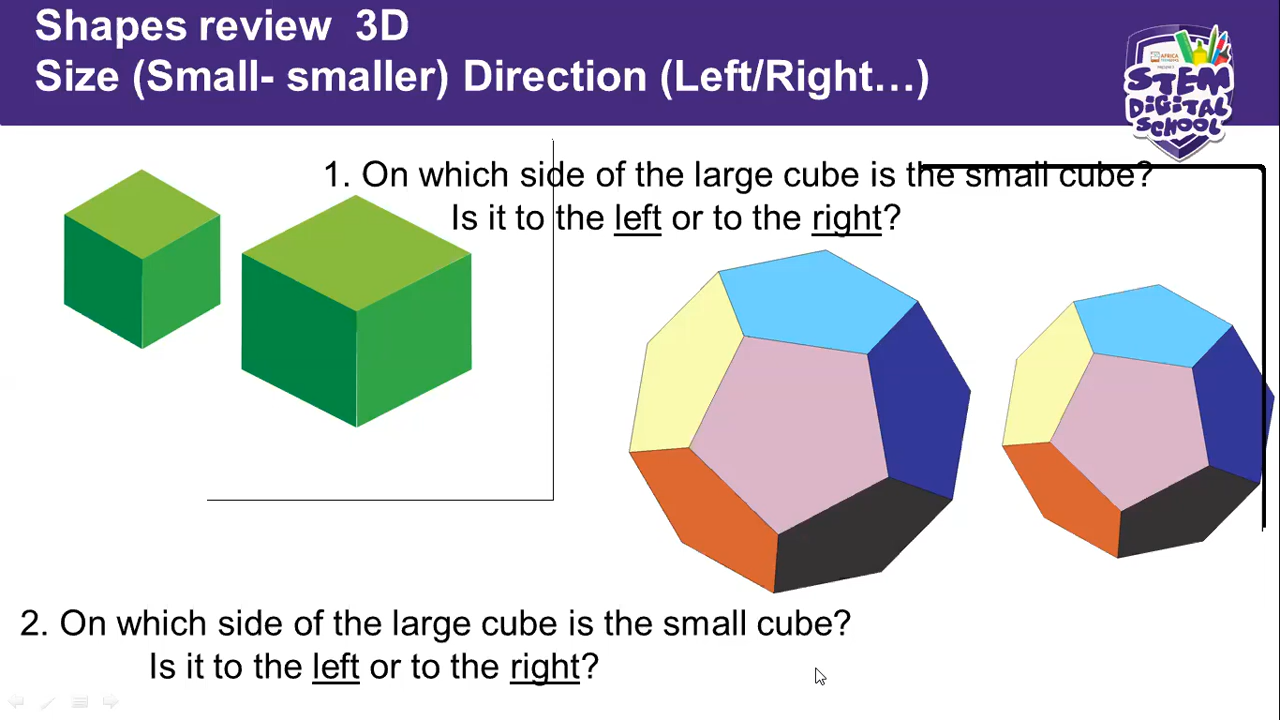 Shapes review 3D
Size (Small- smaller) Direction (Left/Right...)
STEM
DiGiTAL
SCHOOL
1. On which side of the large cube is the small cube?
Is it to the left or to the right?
2. On which side of the large cube is the small cube?
Is it to the left or to the right?